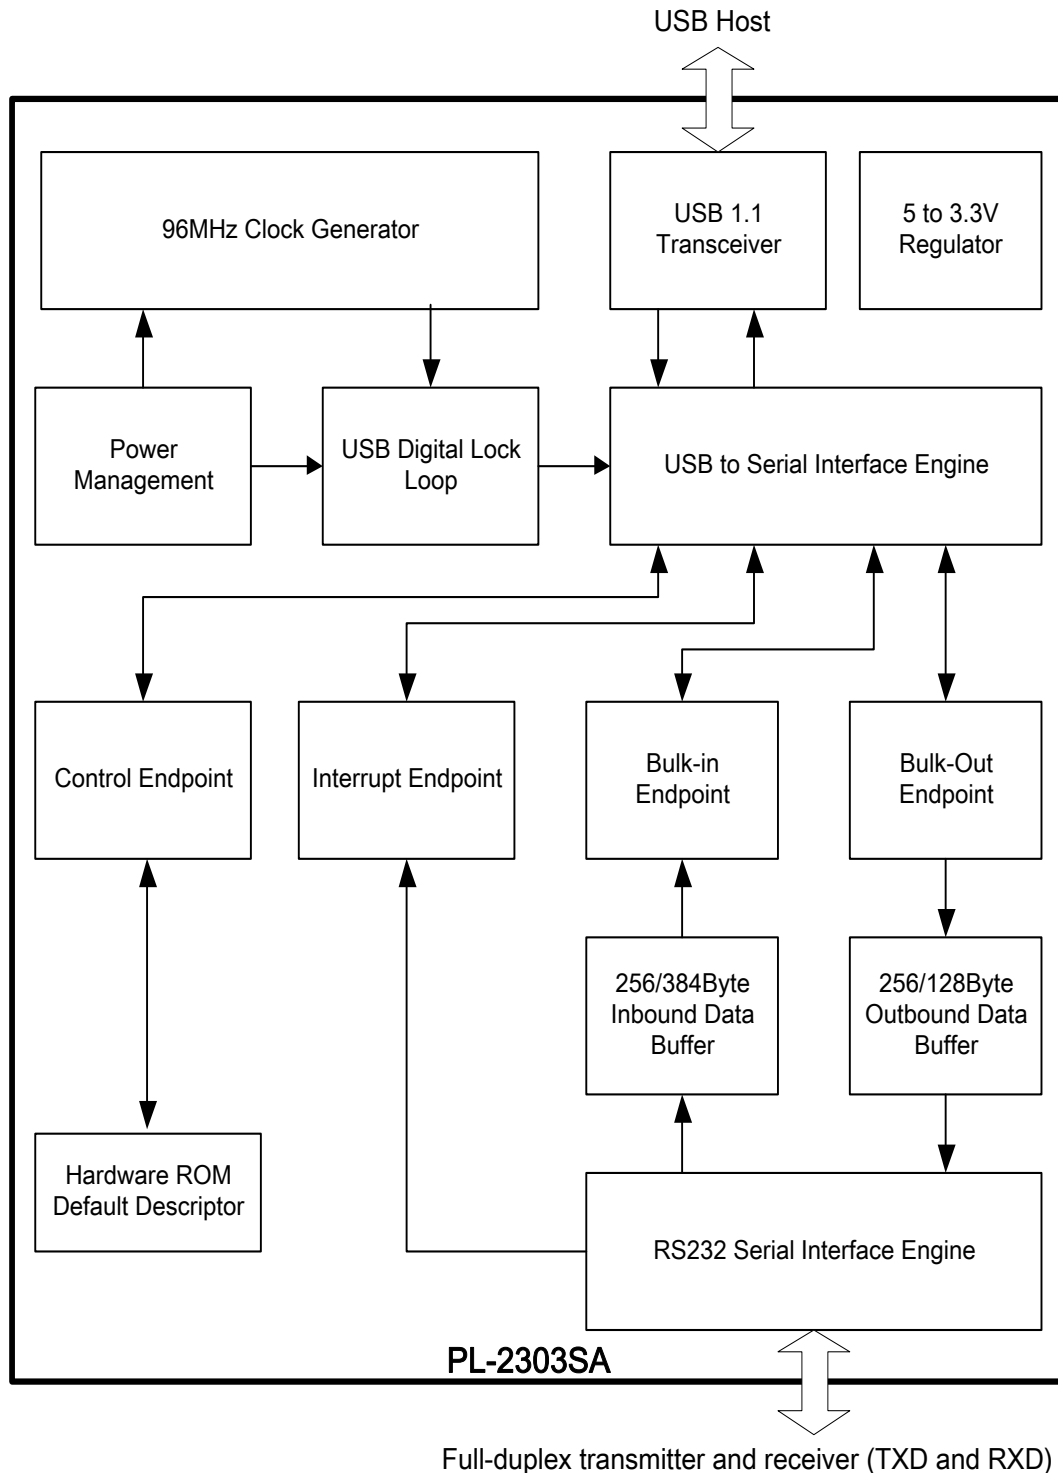 USB Host
96MHz Clock Generator
USB 1.1
Transceiver
5 to 3.3V
Regulator
Power
Management
USB Digital Lock
Loop
USB to Serial Interface Engine
Control Endpoint
Interrupt Endpoint
Bulk-in
Endpoint
Bulk-Out
Endpoint
256/384Byte
Inbound Data
Buffer
256/128Byte
Outbound Data
Buffer
Hardware ROM
Default Descriptor
RS232 Serial Interface Engine
PL-2303SA
Full-duplex transmitter and receiver (TXD and RXD)